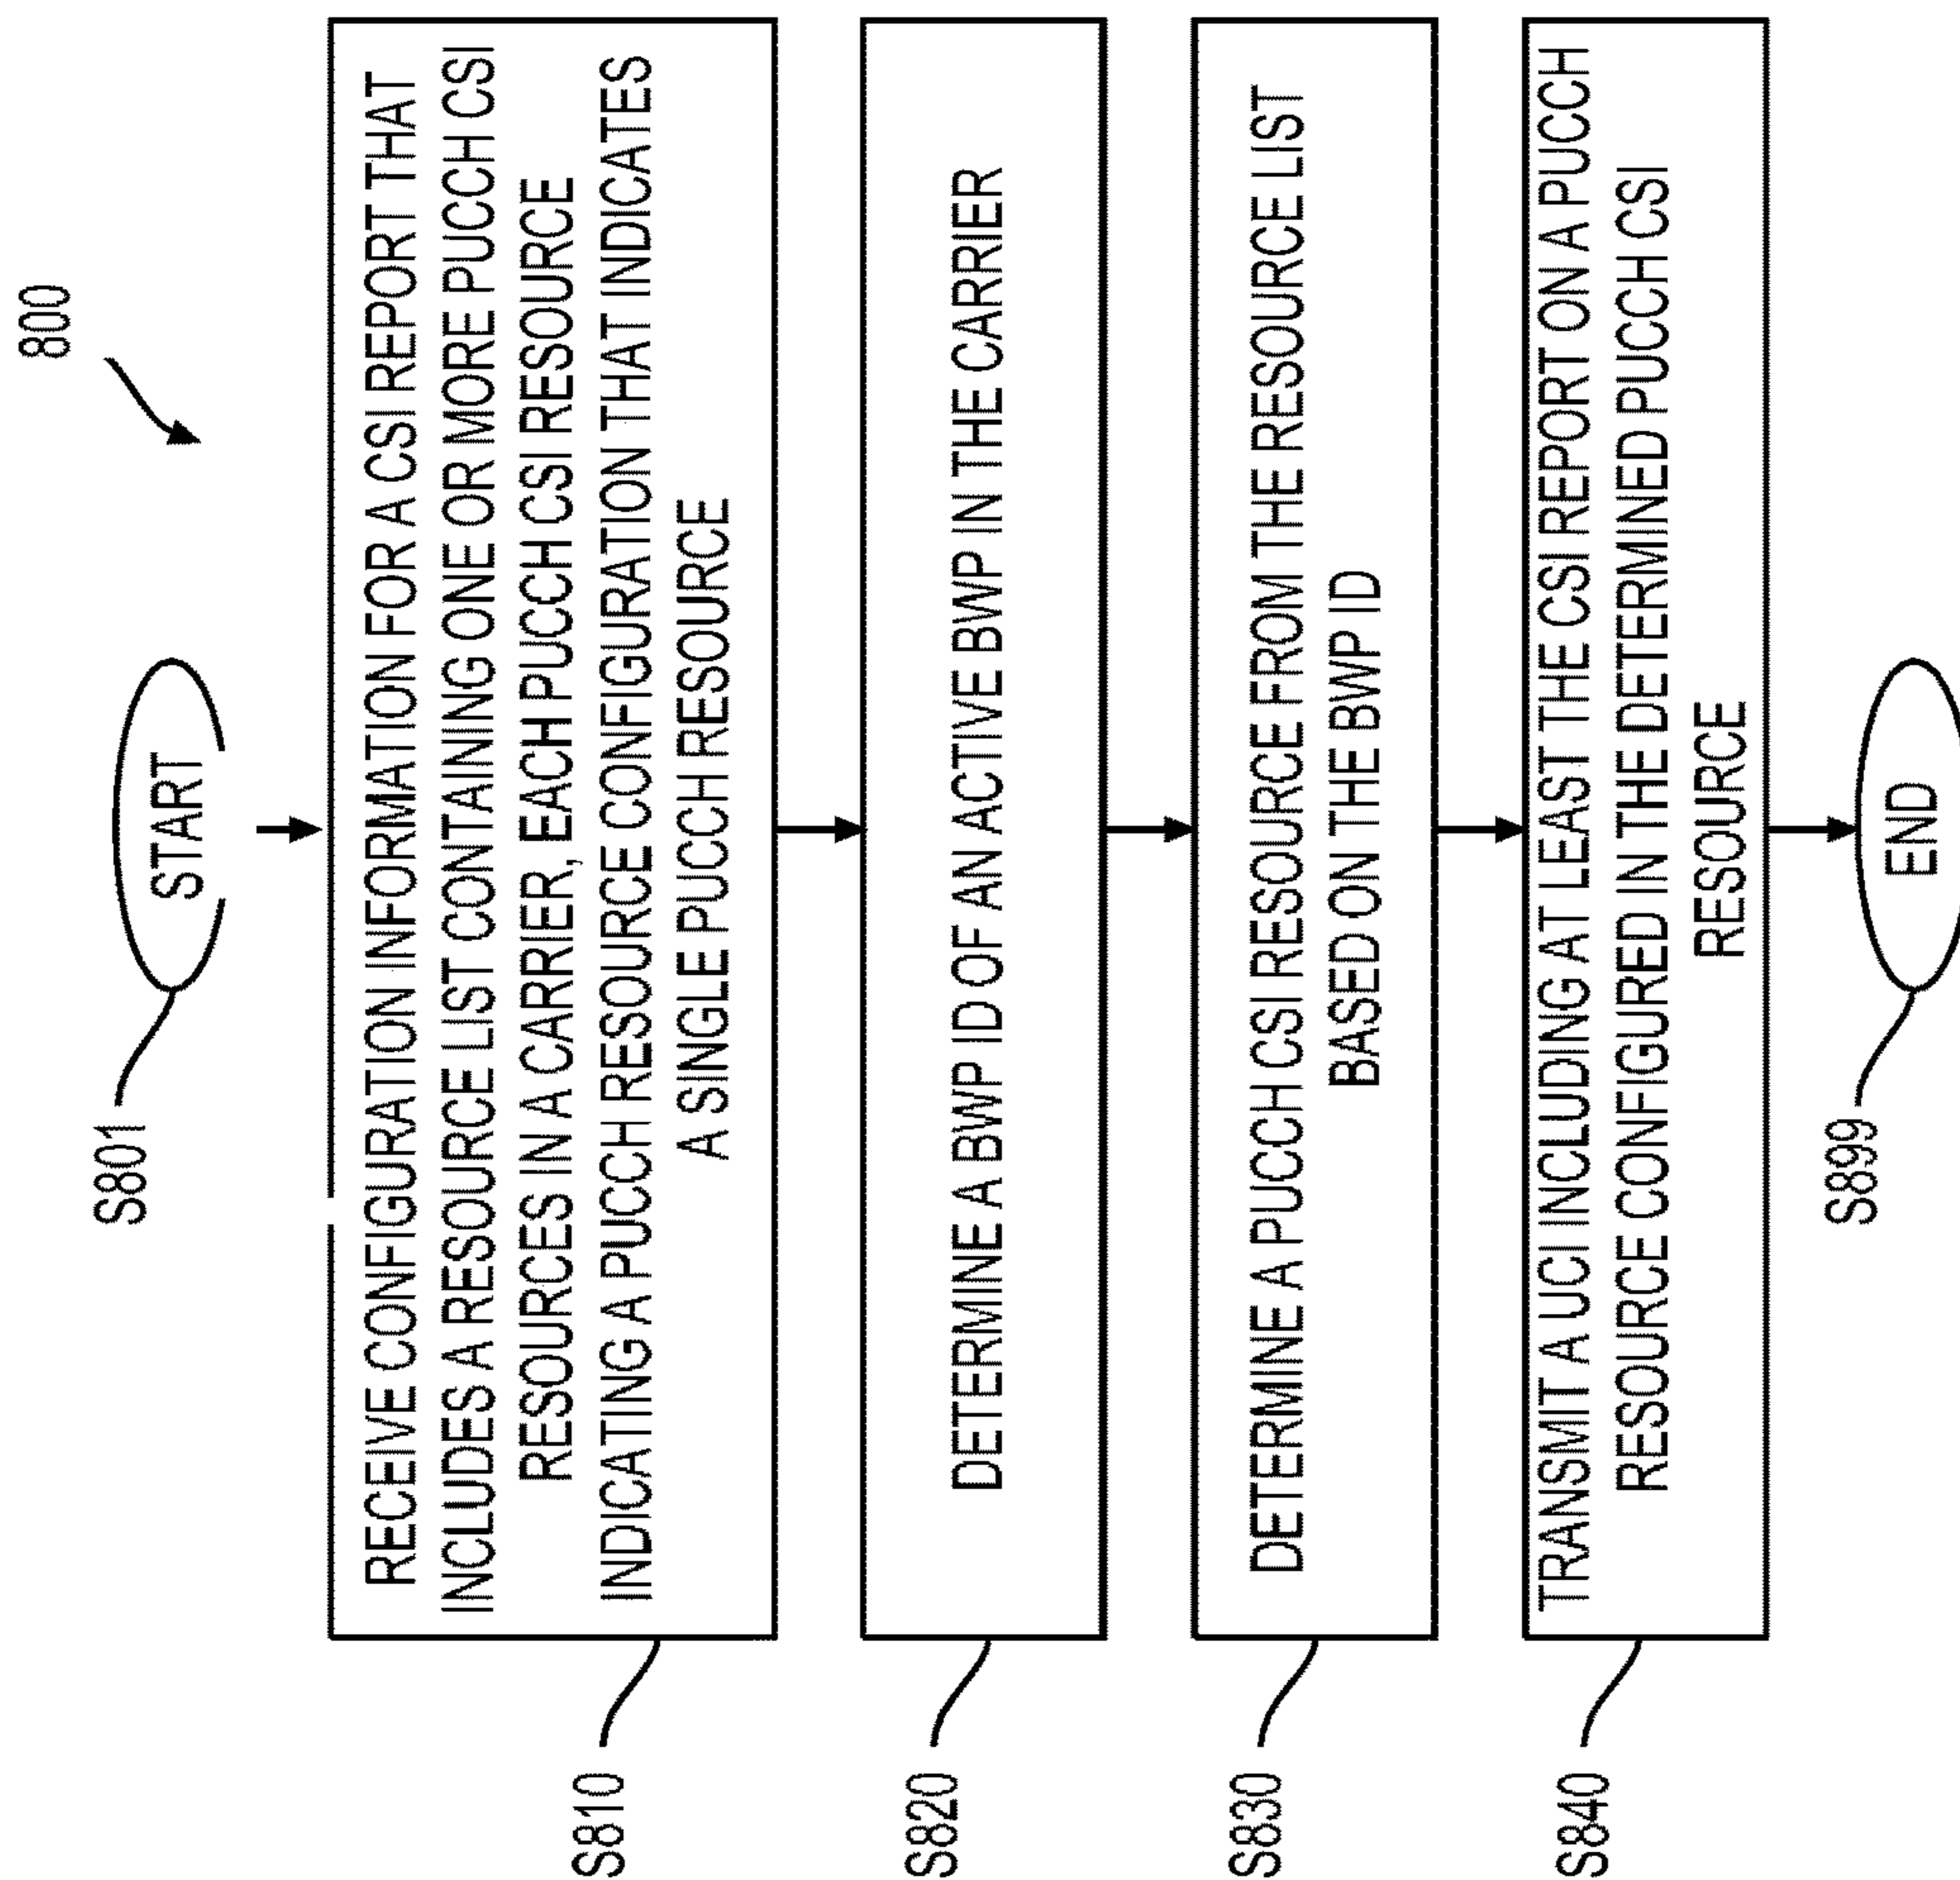 800
START
S801
RECEIVE CONFIGURATION INFORMATION FOR A CSI REPORT THAT
INCLUDES A RESOURCE LIST CONTAINING ONE OR MORE PUCCH CSI
RESOURCES IN A CARRIER, EACH PUCCH CSI RESOURCE
INDICATING A PUCCH RESOURCE CONFIGURATION THAT INDICATES
A SINGLE PUCCH RESOURCE
S810
DETERMINE A BWP ID OF AN ACTIVE BWP IN THE CARRIER
S820
DETERMINE A PUCCH CSI RESOURCE FROM THE RESOURCE LIST
BASED ON THE BWP ID
S830
TRANSMIT A UCI INCLUDING AT LEAST THE CSI REPORT ON A PUCCH
RESOURCE CONFIGURED IN THE DETERMINED PUCCH CSI
RESOURCE
S840
END
S899